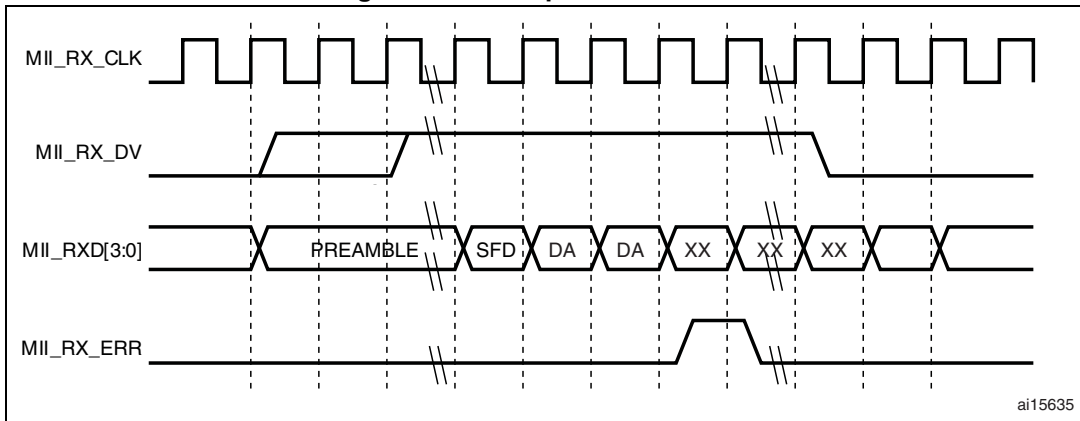 MII_RX_CLK
MII_RX_DV
MII_RXD[3:0] PREAMBLE SFD DA DA XX XX XX
MII_RX_ERR
ai15635